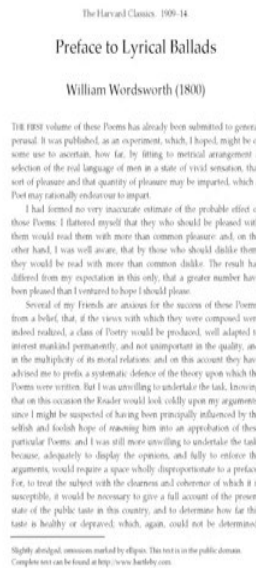 The Harvard Classics. 1909–14.
Preface to Lyrical Ballads
William Wordsworth (1800)
THE FIRST volume of these Poems has already been submitted to genera
perusal. It was published, as an experiment, which, I hoped, might be o
some use to ascertain, how far, by fitting to metrical arrangement
selection of the real language of men in a state of vivid sensation, tha
sort of pleasure and that quantity of pleasure may be imparted, which
Poet may rationally endeavour to impart.
I had formed no very inaccurate estimate of the probable effect o
those Poems: I flattered myself that they who should be pleased wit
them would read them with more than common pleasure: and, on th
other hand, I was well aware, that by those who should dislike them
they would be read with more than common dislike. The result ha
differed from my expectation in this only, that a greater number hav
been pleased than I ventured to hope I should please.
Several of my Friends are anxious for the success of these Poem
from a belief, that, if the views with which they were composed wer
indeed realized, a class of Poetry would be produced, well adapted t
interest mankind permanently, and not unimportant in the quality, an
in the multiplicity of its moral relations: and on this account they hav
advised me to prefix a systematic defence of the theory upon which th
Poems were written. But I was unwilling to undertake the task, knowin
that on this occasion the Reader would look coldly upon my argument
since I might be suspected of having been principally influenced by th
selfish and foolish hope of reasoning him into an approbation of thes
particular Poems: and I was still more unwilling to undertake the task
because, adequately to display the opinions, and fully to enforce th
arguments, would require a space wholly disproportionate to a preface
For, to treat the subject with the clearness and coherence of which it i
susceptible, it would be necessary to give a full account of the presen
state of the public taste in this country, and to determine how far thi
taste is healthy or depraved; which, again, could not be determined
Slightly abridged, omissions marked by ellipsis. This text is in the public domain.
Complete text can be found at http://www.bartleby.com.